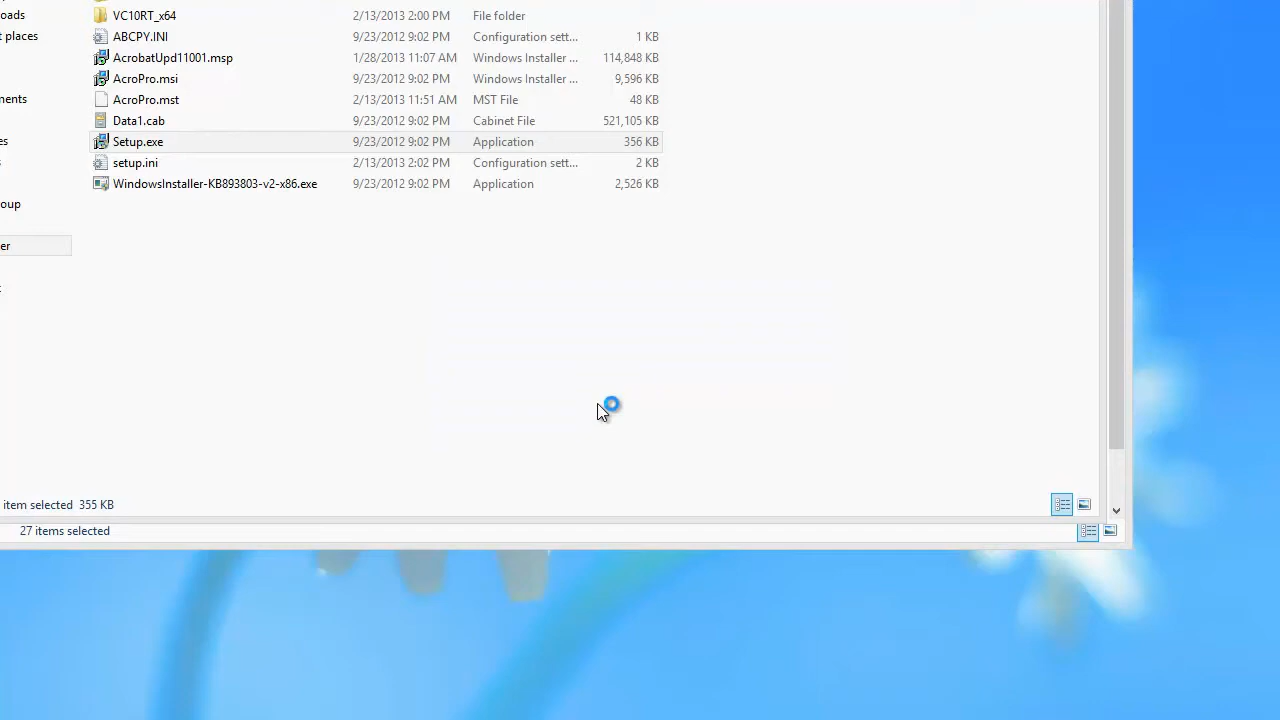 oads
VC10RT_x64 2/13/2013 2:00 PM File folder
t places
ABCPY.INI 9/23/2012 9:02 PM Configuration sett... 1 KB
AcrobatUpd11001.msp 1/28/2013 11:07 AM Windows Installer ... 114,848 KB
AcroPro.msi 9/23/2012 9:02 PM Windows Installer ... 9,596 KB
ments
AcroPro.mst 2/13/2013 11:51 AM MST File 48 KB
Data1.cab 9/23/2012 9:02 PM Cabinet File 521,105 KB
es
Setup.exe 9/23/2012 9:02 PM Application 356 KB
s
setup.ini 2/13/2013 2:02 PM Configuration sett... 2 KB
WindowsInstaller-KB893803-v2-x86.exe 9/23/2012 9:02 PM Application 2,526 KB
oup
er
item selected 355 KB
27 items selected